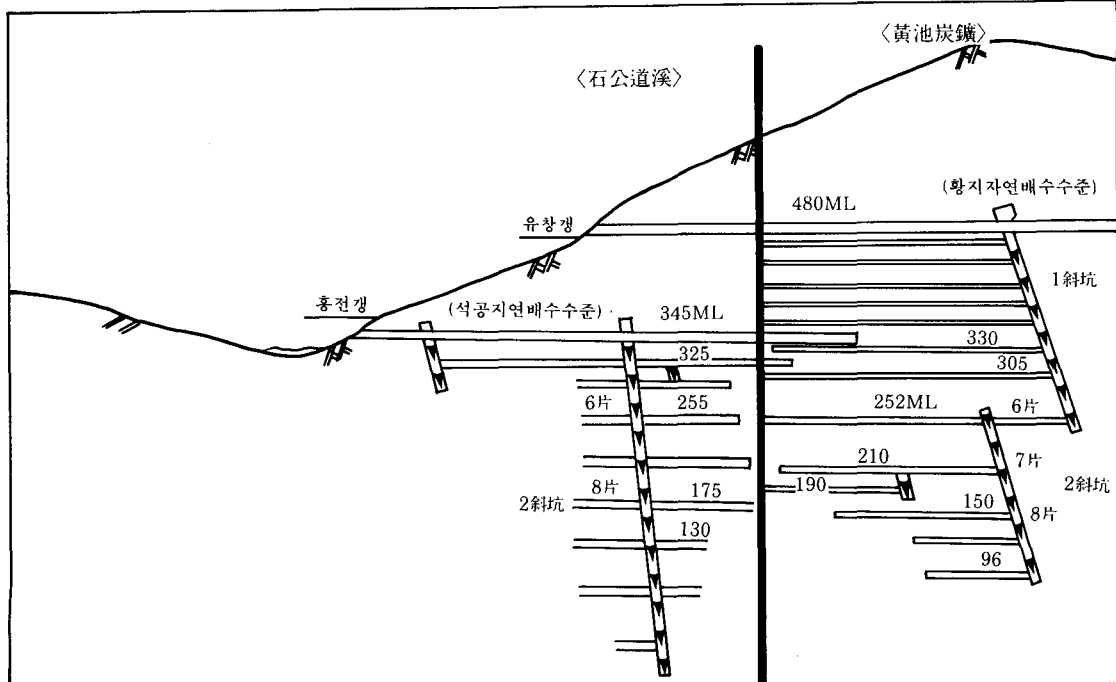 〈黃池炭鑛〉
〈石公道溪〉
(황지자연배수수준)
480ML
유창갱
1斜坑
홍전갱
(석공자연배수수준)
345ML
330
325
305
6片
255
252ML
6片
210
7片
8片
175
190
2斜坑
2斜坑
150
8片
130
96